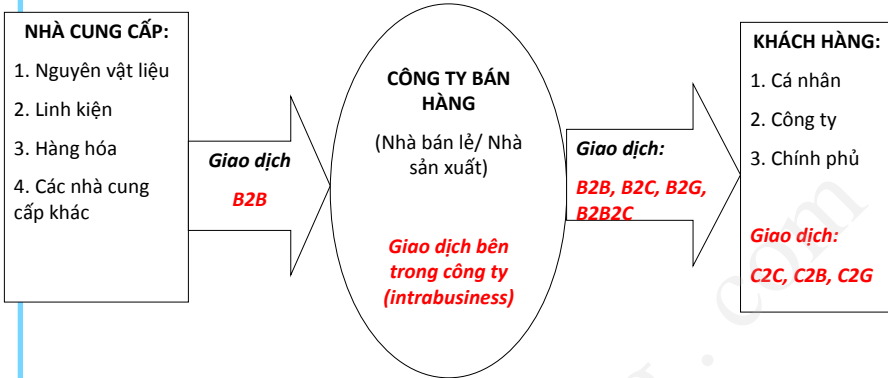 NHÀ CUNG CẤP:
1. Nguyên vật liệu
2. Linh kiện
3. Hàng hóa
4. Các nhà cung
cấp khác
Giao dịch
B2B
CÔNG TY BÁN
HÀNG
(Nhà bán lẻ/ Nhà
sản xuất)
Giao dịch bên
trong công ty
(intrabusiness)
Giao dịch:
B2B, B2C, B2G,
B2B2C
KHÁCH HÀNG:
1. Cá nhân
2. Công ty
3. Chính phủ
Giao dịch:
C2C, C2B, C2G
. com